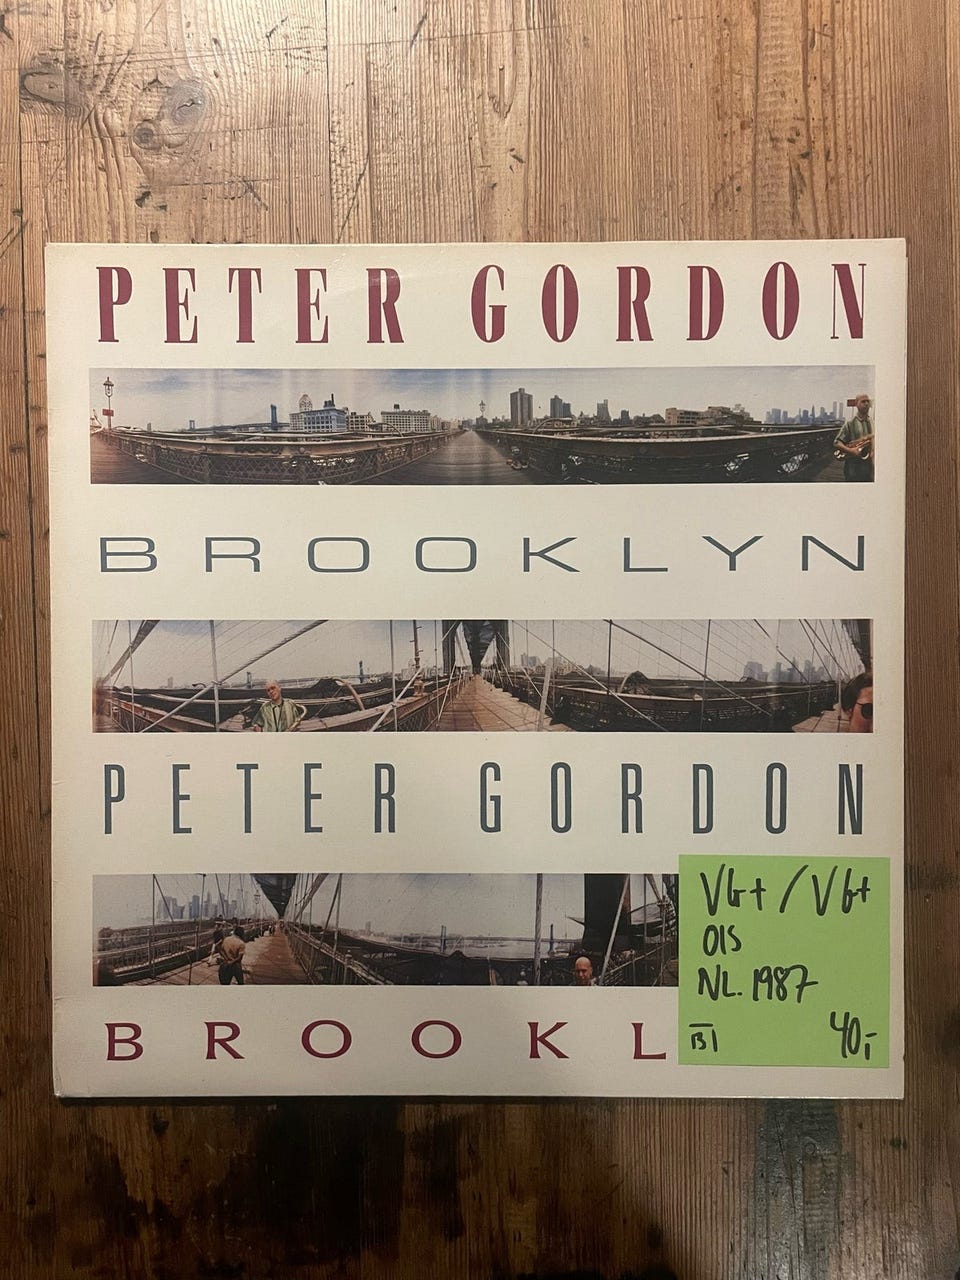 PETER GORDON
BROOKLYN
PETER GORDON
VG+ / VG+
OIS
NL. 1987
B1 40,-
BROOKL